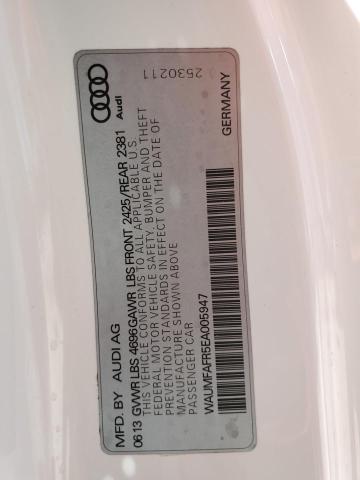 MFD. BY AUDI AG
0613 GVWR LBS 4696GAWR LBSFRONT 2425/REAR 2381
THIS VEHICLE CONFORMS TO ALL APPLICABLE U.S.
FEDERAL MOTOR VEHICLE SAFETY, BUMPER AND THEFT
PREVENTION STANDARDS IN EFFECT ON THE DATE OF
MANUFACTURE SHOWN ABOVE
PASSENGER CAR
WAUMFAFR5EA005947
GERMANY
Audi
2530211